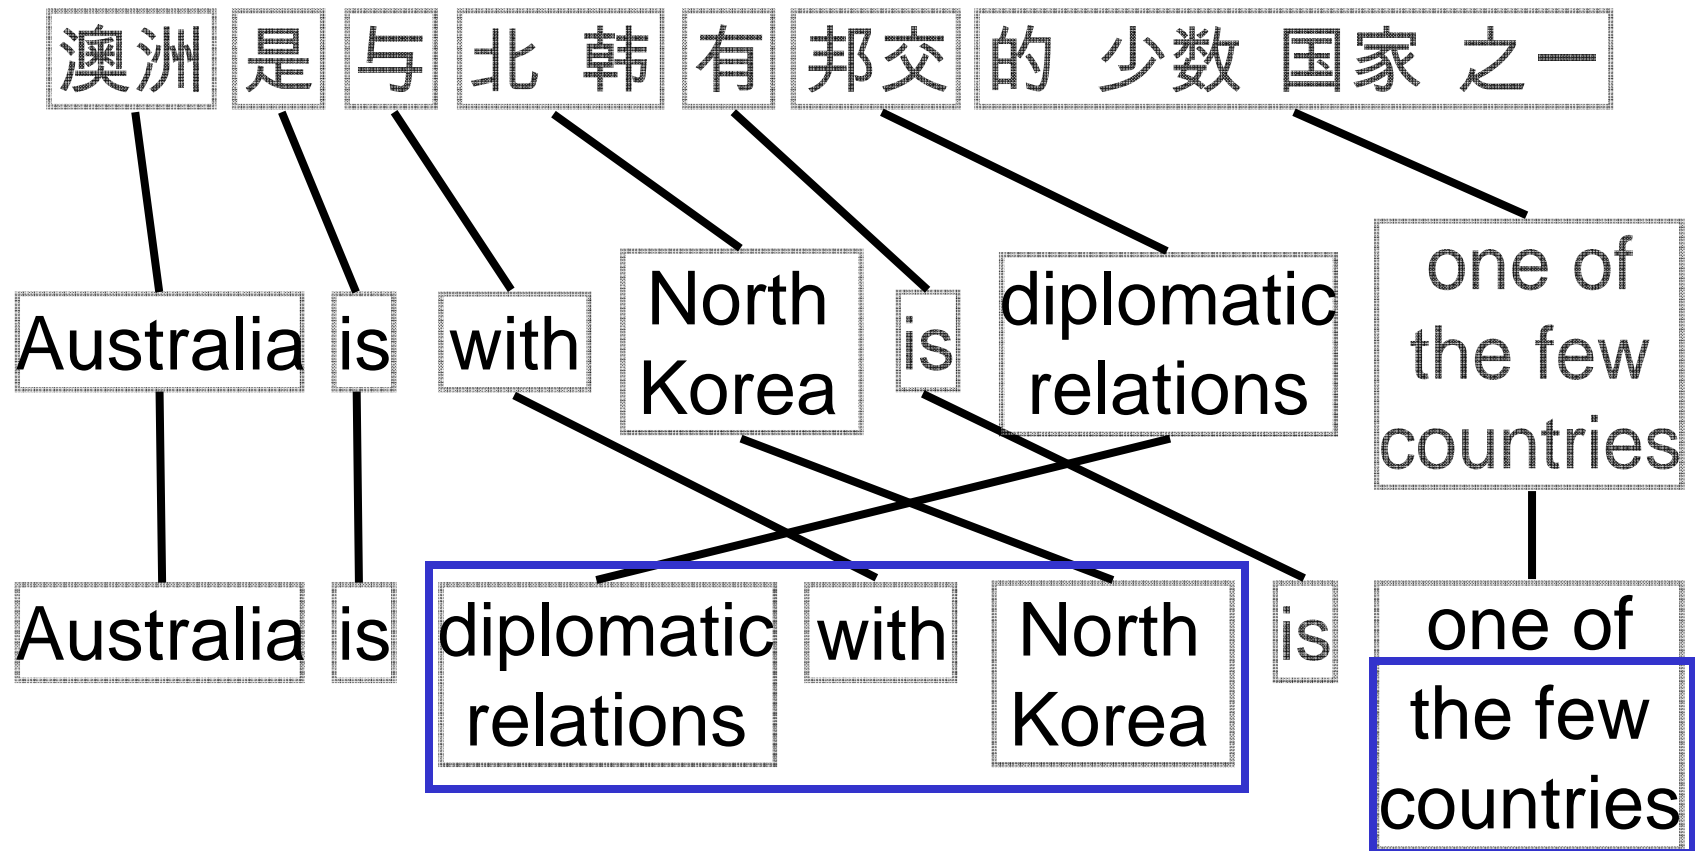 澳洲 是 与 北 韩 有 邦交 的 少数 国家 之一
Australia is with North Korea is diplomatic relations one of the few countries
Australia is diplomatic relations with North Korea is one of the few countries